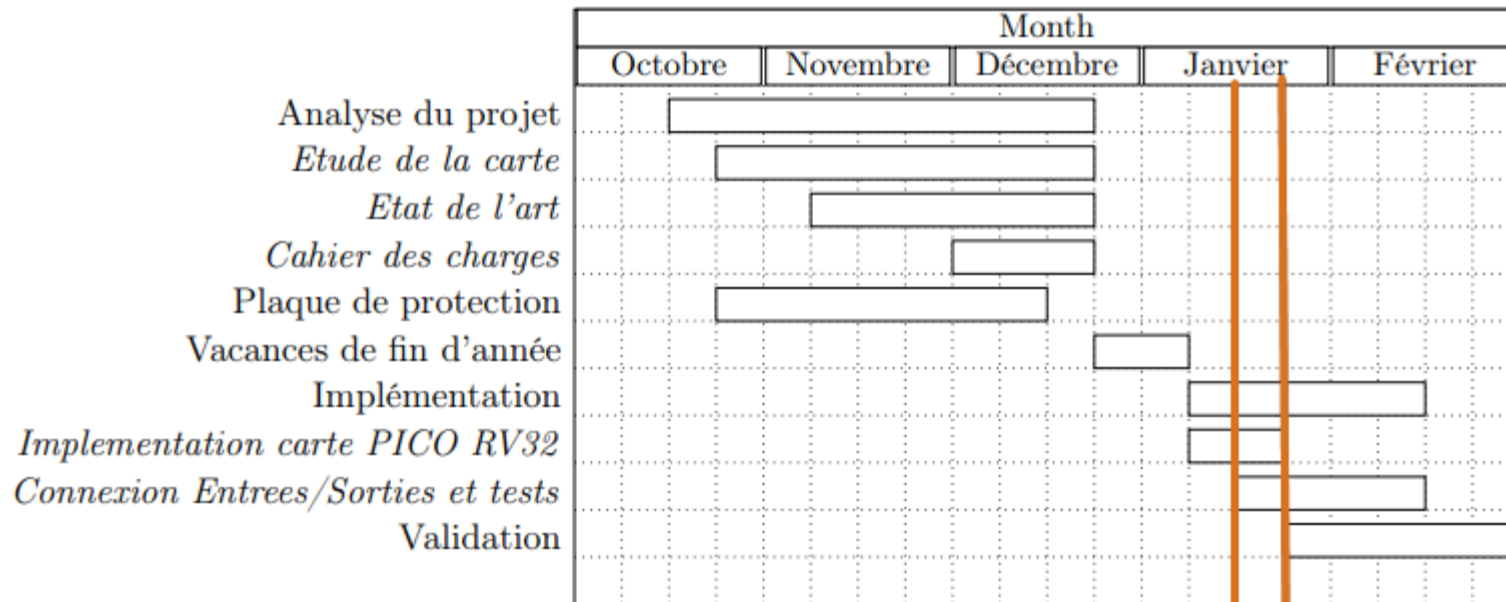 Month
Octobre Novembre Décembre Janvier Février
Analyse du projet
Etude de la carte
Etat de l'art
Cahier des charges
Plaque de protection
Vacances de fin d'année
Implémentation
Implementation carte PICO RV32
Connexion Entrees/Sorties et tests
Validation